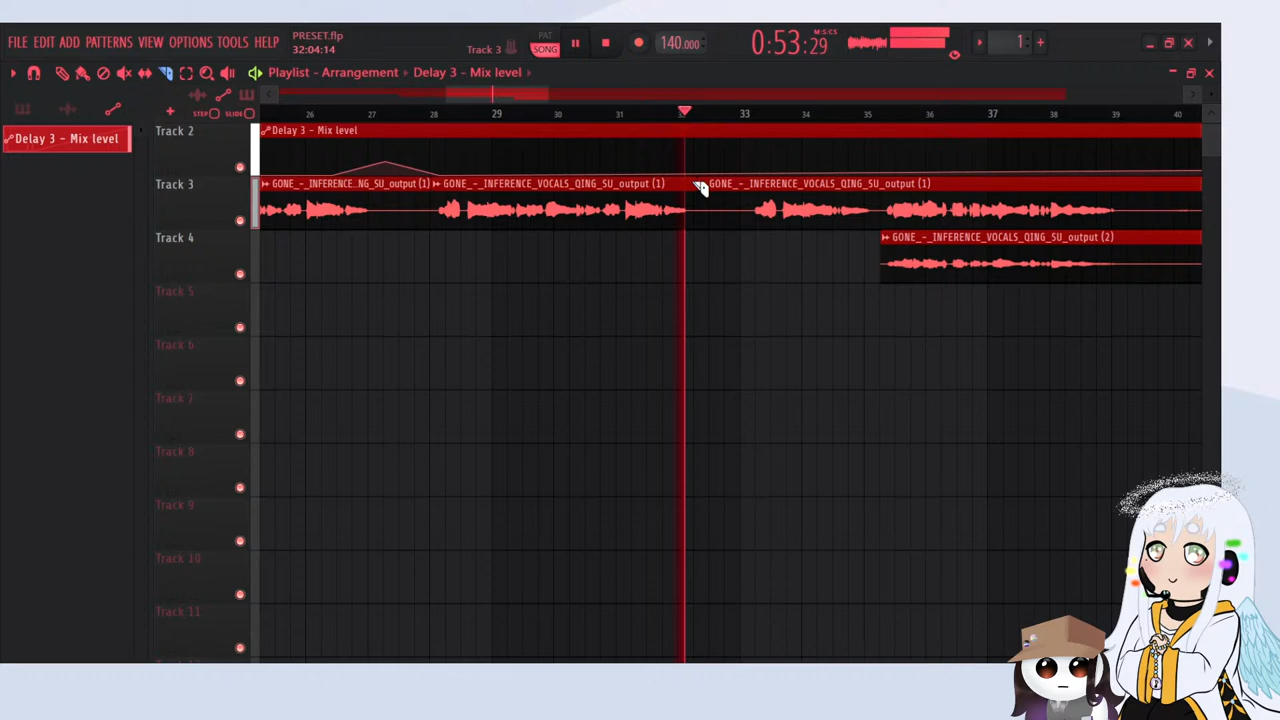 FILE EDIT ADD PATTERNS VIEW OPTIONS TOOLS HELP
PRESET.flp
32:04:14
Track 3
PAT
SONG
140.000
0:53:29
M:S:CS
1
Playlist - Arrangement Delay 3 - Mix level
STEP SLIDE
26 27 28 29 30 31 33 34 35 36 37 38 39 40
Delay 3 - Mix level
Track 2
Delay 3 - Mix level
Track 3
GONE_-_INFERENCE..NG_SU_output (1)
GONE_-_INFERENCE_VOCALS_QING_SU_output (1)
GONE_-_INFERENCE_VOCALS_QING_SU_output (1)
Track 4
GONE_-_INFERENCE_VOCALS_QING_SU_output (2)
Track 5
Track 6
Track 7
Track 8
Track 9
Track 10
Track 11